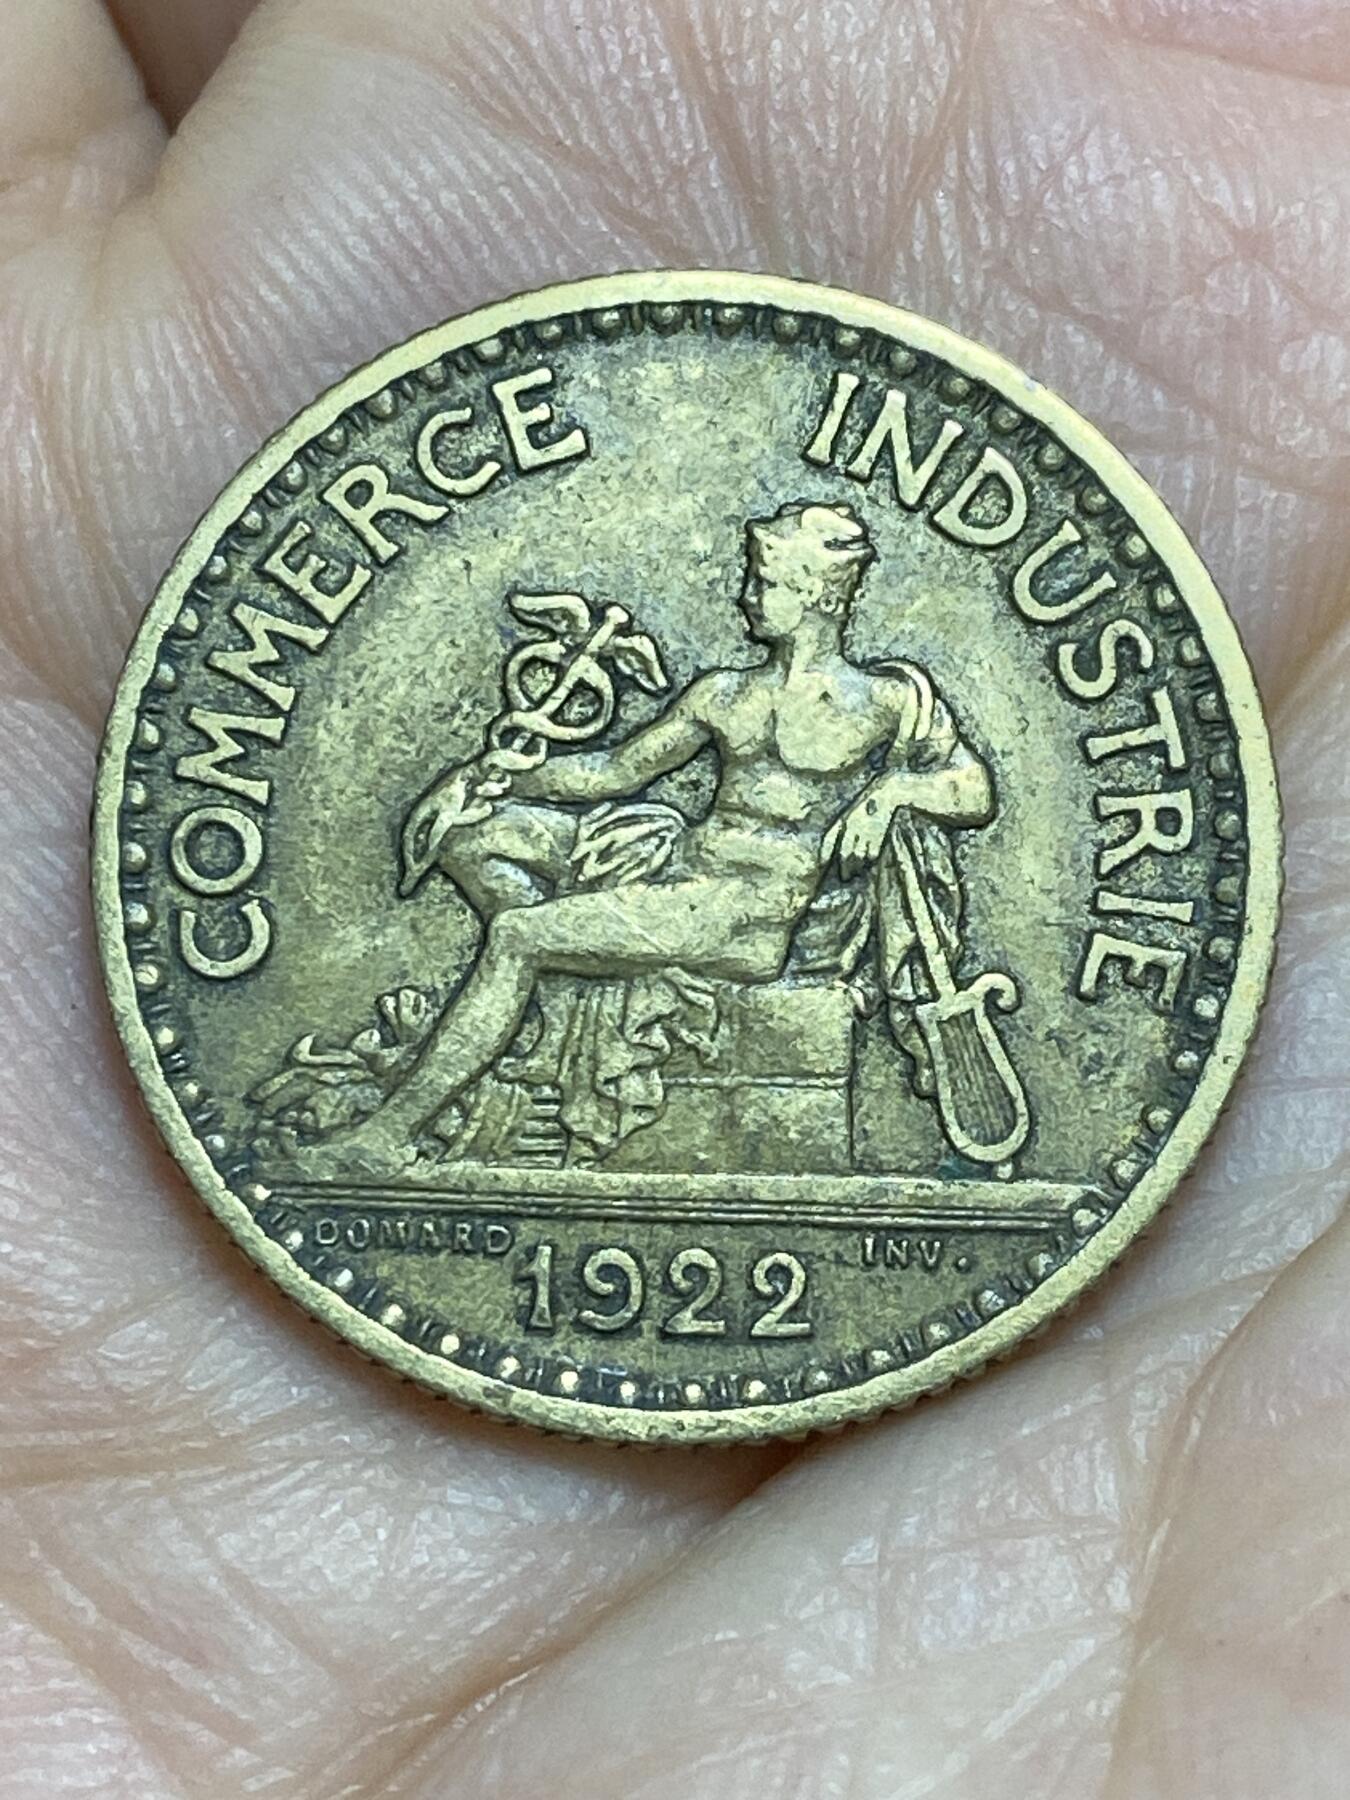 COMMERCE INDUSTRIE
DOMARD INV.
1922